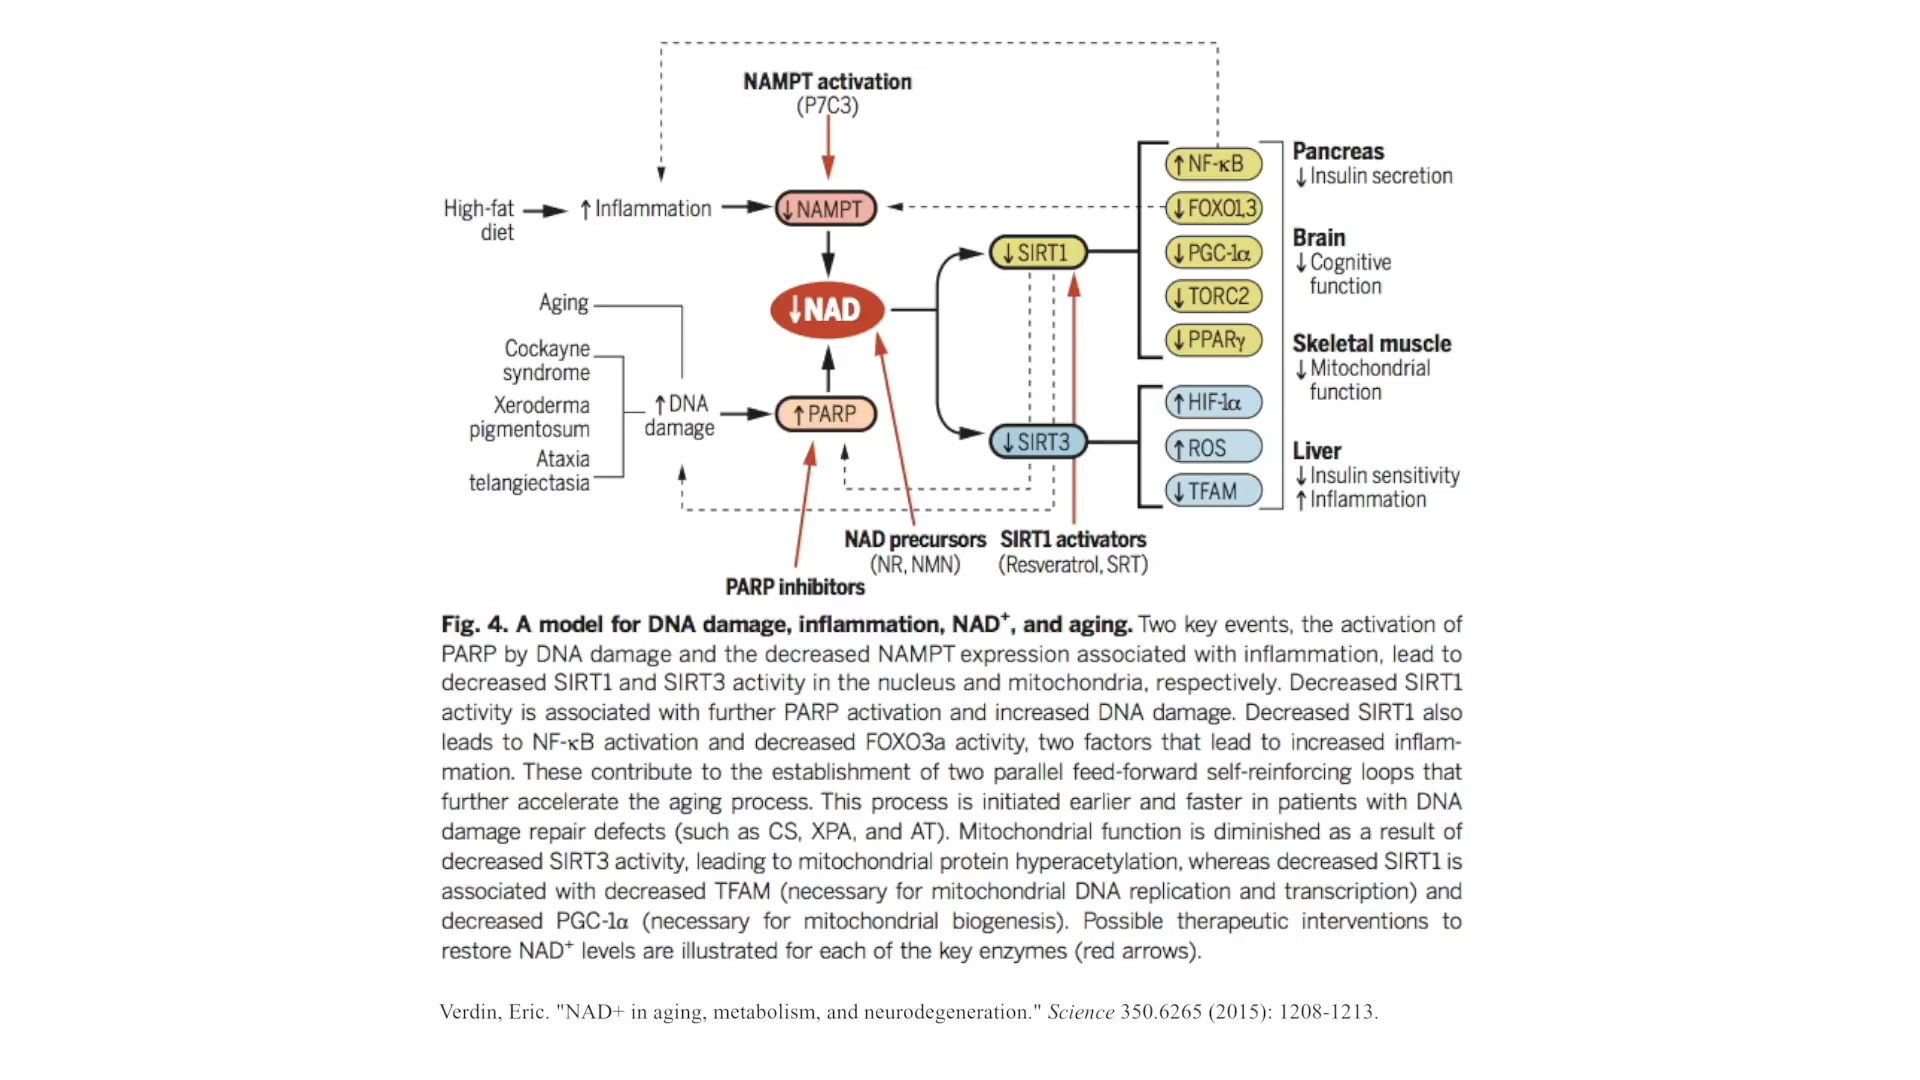 NAMPT activation
(P7C3)
High-fat
diet
↑Inflammation
↓NAMPT
↓NAD
Aging
Cockayne
syndrome
Xeroderma
pigmentosum
Ataxia
telangiectasia
↑DNA
damage
↑PARP
↓SIRT1
↓SIRT3
↑NF-κB
↓FOXO1,3
↓PGC-1α
↓TORC2
↓PPARγ
↑HIF-1α
↑ROS
↓TFAM
Pancreas
↓Insulin secretion
Brain
↓Cognitive
function
Skeletal muscle
↓Mitochondrial
function
Liver
↓Insulin sensitivity
↑Inflammation
NAD precursors
(NR, NMN)
SIRT1 activators
(Resveratrol, SRT)
PARP inhibitors
Fig. 4. A model for DNA damage, inflammation, NAD⁺, and aging. Two key events, the activation of
PARP by DNA damage and the decreased NAMPT expression associated with inflammation, lead to
decreased SIRT1 and SIRT3 activity in the nucleus and mitochondria, respectively. Decreased SIRT1
activity is associated with further PARP activation and increased DNA damage. Decreased SIRT1 also
leads to NF-κB activation and decreased FOXO3a activity, two factors that lead to increased inflam-
mation. These contribute to the establishment of two parallel feed-forward self-reinforcing loops that
further accelerate the aging process. This process is initiated earlier and faster in patients with DNA
damage repair defects (such as CS, XPA, and AT). Mitochondrial function is diminished as a result of
decreased SIRT3 activity, leading to mitochondrial protein hyperacetylation, whereas decreased SIRT1 is
associated with decreased TFAM (necessary for mitochondrial DNA replication and transcription) and
decreased PGC-1α (necessary for mitochondrial biogenesis). Possible therapeutic interventions to
restore NAD⁺ levels are illustrated for each of the key enzymes (red arrows).
Verdin, Eric. "NAD+ in aging, metabolism, and neurodegeneration." Science 350.6265 (2015): 1208-1213.